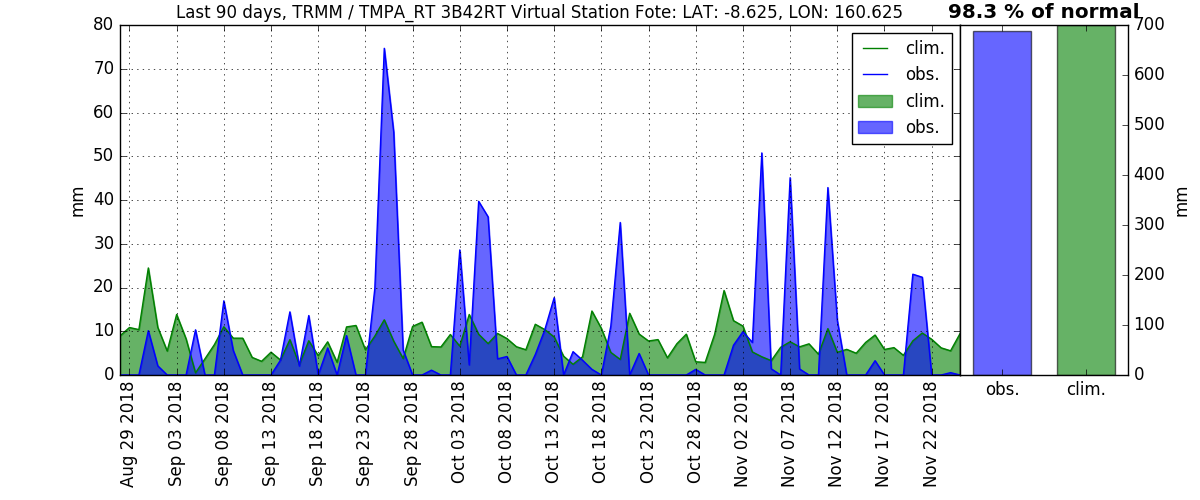 Last 90 days, TRMM / TMPA_RT 3B42RT Virtual Station Fote: LAT: -8.625, LON: 160.625
98.3 % of normal
80
70
60
50
40
30
20
10
0
mm
clim.
obs.
clim.
obs.
700
600
500
400
300
200
100
0
mm
obs.
clim.
Aug 29 2018
Sep 03 2018
Sep 08 2018
Sep 13 2018
Sep 18 2018
Sep 23 2018
Sep 28 2018
Oct 03 2018
Oct 08 2018
Oct 13 2018
Oct 18 2018
Oct 23 2018
Oct 28 2018
Nov 02 2018
Nov 07 2018
Nov 12 2018
Nov 17 2018
Nov 22 2018